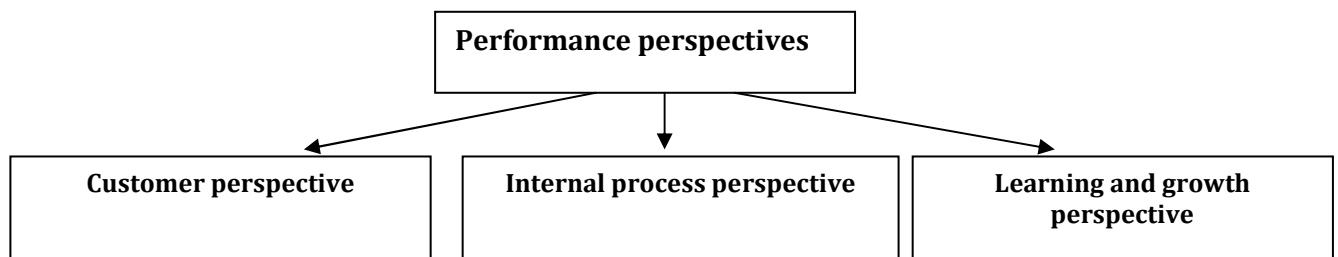 Performance perspectives
Customer perspective
Internal process perspective
Learning and growth
perspective